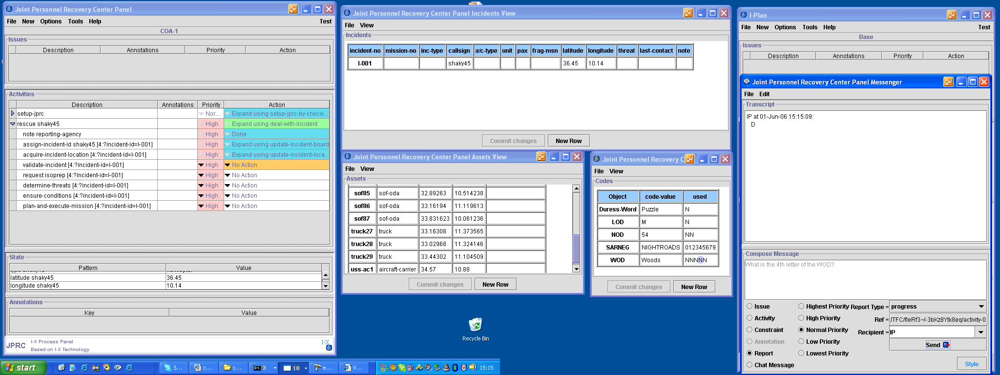 Joint Personnel Recovery Center Panel
File New Options Tools Help Test
COA-1
Issues
Description Annotations Priority Action
Activities
Description Annotations Priority Action
setup-jprc Nor... Expand using setup-jprc-by-checkl...
rescue shaky45 High Expand using deal-with-incident
note reporting-agency High Done
assign-incident-id shaky45 [4:?incident-id=I-001] High Expand using update-incident-board
acquire-incident-location [4:?incident-id=I-001] High Expand using update-incident-loca...
validate-incident [4:?incident-id=I-001] High No Action
request isoprep [4:?incident-id=I-001] High No Action
determine-threats [4:?incident-id=I-001] High No Action
ensure-conditions [4:?incident-id=I-001] High No Action
plan-and-execute-mission [4:?incident-id=I-001] High No Action
State
Pattern Value
latitude shaky45 36.45
longitude shaky45 10.14
Annotations
Key Value
JPRC I-X Process Panel
Based on I-X Technology
I-X
Joint Personnel Recovery Center Panel Incidents View
File View
Incidents
incident-no mission-no inc-type callsign a/c-type unit pax frag-msn latitude longitude threat last-contact note
I-001 shaky45 36.45 10.14
Commit changes New Row
Joint Personnel Recovery Center Panel Assets View
File View
Assets
sof85 sof-oda 32.89263 10.514238
sof86 sof-oda 33.16194 11.119613
sof87 sof-oda 33.831623 10.061236
truck27 truck 33.16308 11.373565
truck28 truck 33.02968 11.324146
truck29 truck 33.44302 11.104509
uss-ac1 aircraft-carrier 34.57 10.88
Commit changes New Row
Joint Personnel Recovery C
File View
Codes
Object code-value used
Duress-Word Puzzle N
LOD M N
NOD 54 NN
SARNEG NIGHTROADS 012345679
WOD Woods NNNNN
Commit changes New Row
Recycle Bin
I-Plan
File New Options Tools Help Test
Base
Issues
Description Annotations Priority Action
Joint Personnel Recovery Center Panel Messenger
File Edit
Transcript
IP at 01-Jun-06 15:15:09:
D
Compose Message
What is the 4th letter of the WOD?
Issue Highest Priority Report Type = progress
Activity High Priority Ref = JTFC/fIeRf3~/-3bKz8Ytk8eq/activity-0
Constraint Normal Priority Recipient = IP
Annotation Low Priority Send
Report Lowest Priority
Chat Message Style
start S... c... c... 3 10 e... V... 15:15